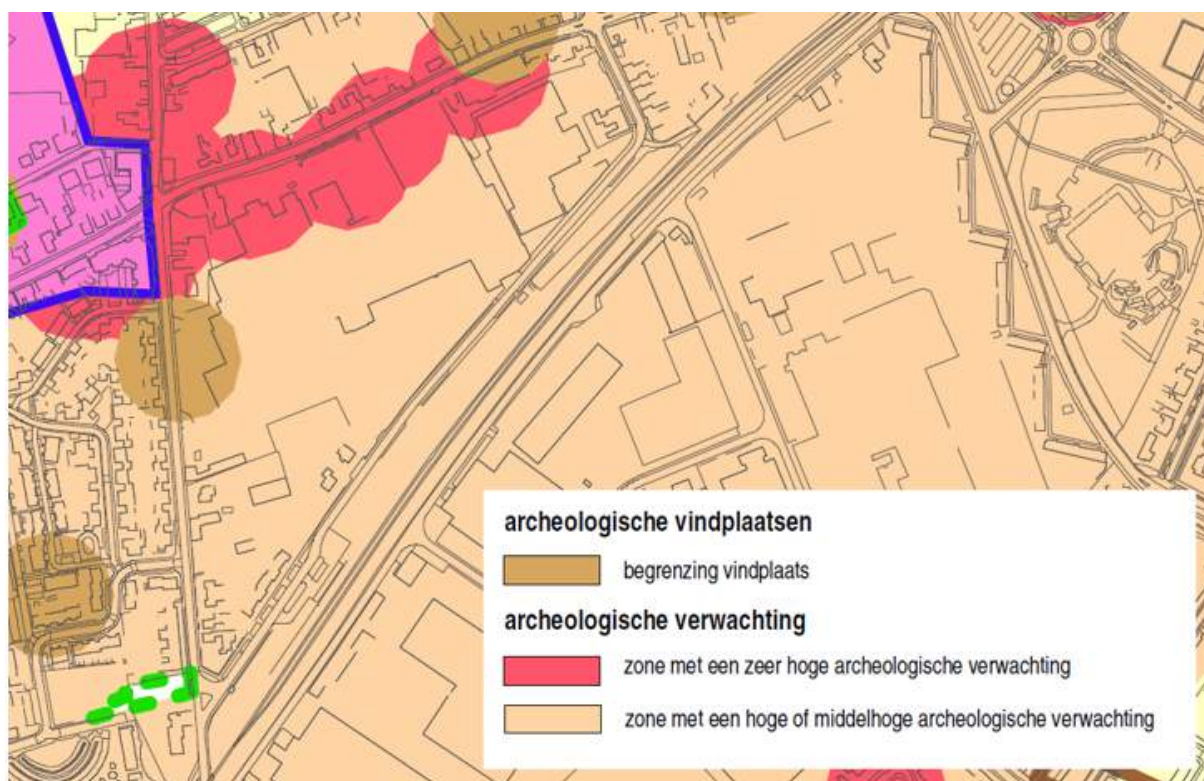 archeologische vindplaatsen
begrenzing vindplaats
archeologische verwachting
zone met een zeer hoge archeologische verwachting
zone met een hoge of middelhoge archeologische verwachting